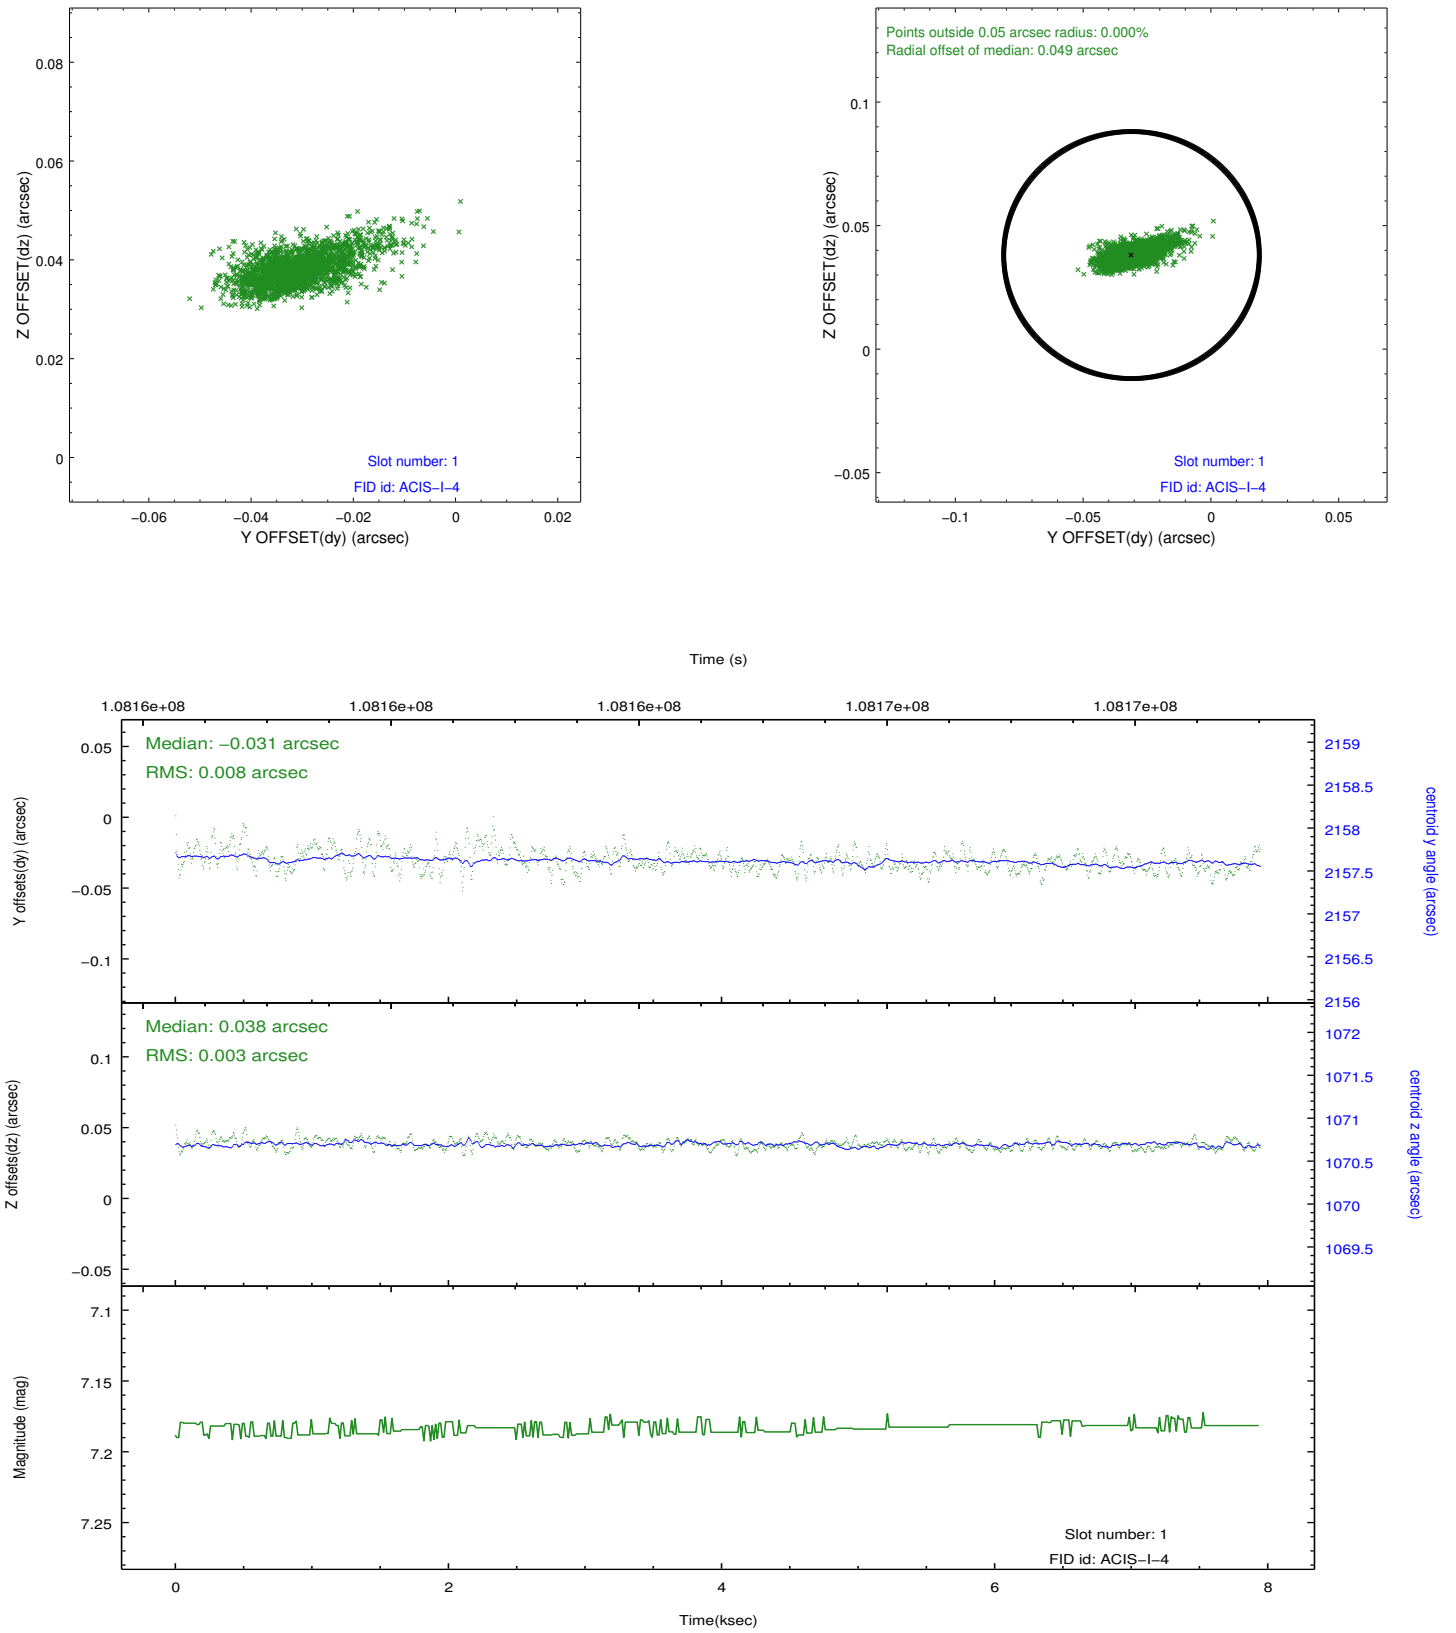 0.08
0.06
0.04
0.02
0
Z OFFSET(dz) (arcsec)
Slot number: 1
FID id: ACIS−I−4
−0.06 −0.04 −0.02 0 0.02
Y OFFSET(dy) (arcsec)
Points outside 0.05 arcsec radius: 0.000%
Radial offset of median: 0.049 arcsec
0.1
0.05
0
−0.05
Z OFFSET(dz) (arcsec)
Slot number: 1
FID id: ACIS−I−4
−0.1 −0.05 0 0.05
Y OFFSET(dy) (arcsec)
Time (s)
1.0816e+08 1.0816e+08 1.0816e+08 1.0817e+08 1.0817e+08
Median: −0.031 arcsec
RMS: 0.008 arcsec
0.05
0
−0.05
−0.1
Y offsets(dy) (arcsec)
2159
2158.5
2158
2157.5
2157
2156.5
2156
centroid y angle (arcsec)
Median: 0.038 arcsec
RMS: 0.003 arcsec
0.1
0.05
0
−0.05
Z offsets(dz) (arcsec)
1072
1071.5
1071
1070.5
1070
1069.5
centroid z angle (arcsec)
7.1
7.15
7.2
7.25
Magnitude (mag)
Slot number: 1
FID id: ACIS−I−4
0 2 4 6 8
Time(ksec)